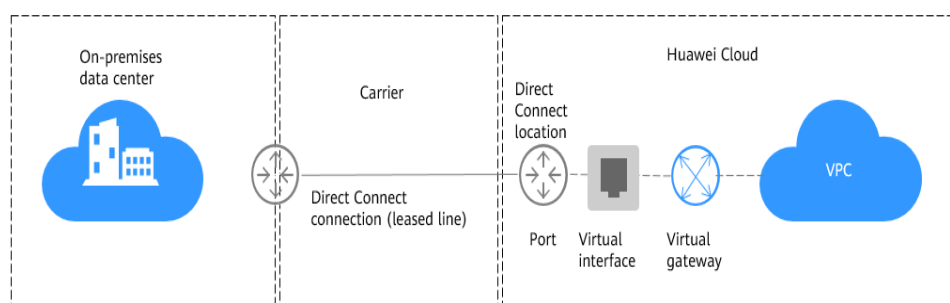 On-premises
data center
Carrier
Huawei Cloud
Direct
Connect
location
VPC
Direct Connect
connection (leased line)
Port
Virtual
interface
Virtual
gateway